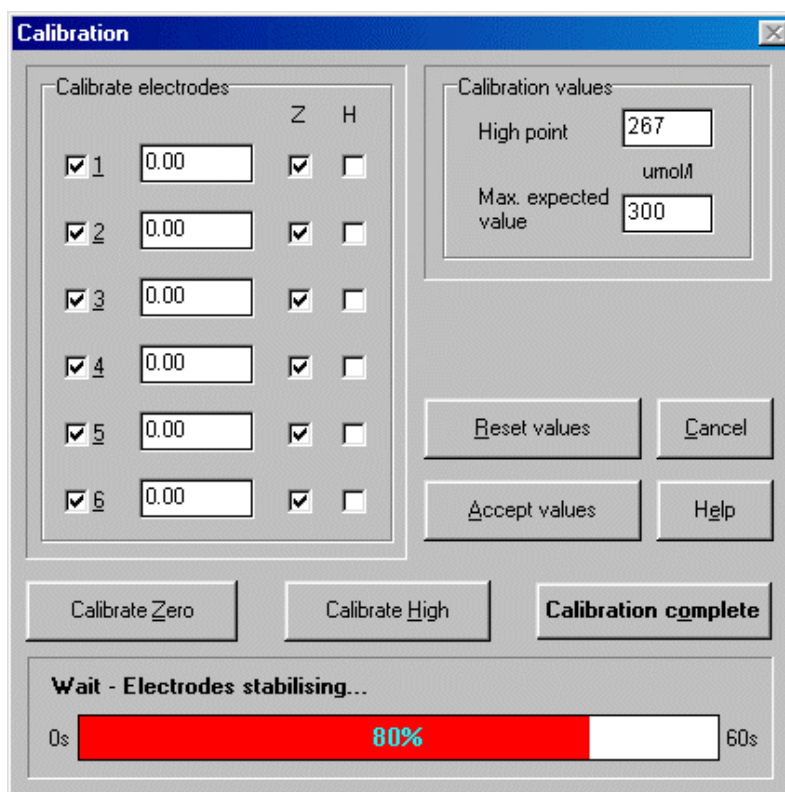 Calibration
Calibrate electrodes
Z H
1 0.00
2 0.00
3 0.00
4 0.00
5 0.00
6 0.00
Calibration values
High point 267
umol/l
Max. expected
value 300
Reset values Cancel
Accept values Help
Calibrate Zero Calibrate High Calibration complete
Wait - Electrodes stabilising...
0s 80% 60s